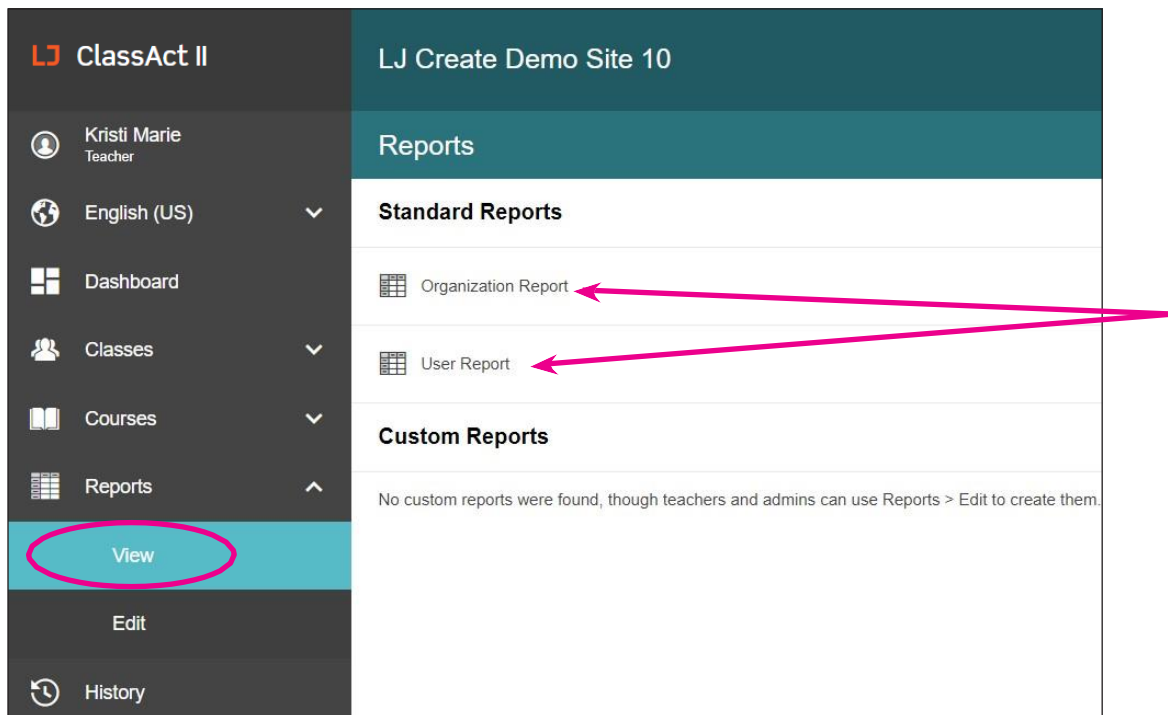 LJ ClassAct II
LJ Create Demo Site 10
Kristi Marie
Teacher
Reports
English (US)
Standard Reports
Dashboard
Organization Report
Classes
User Report
Courses
Custom Reports
Reports
No custom reports were found, though teachers and admins can use Reports > Edit to create them.
View
Edit
History